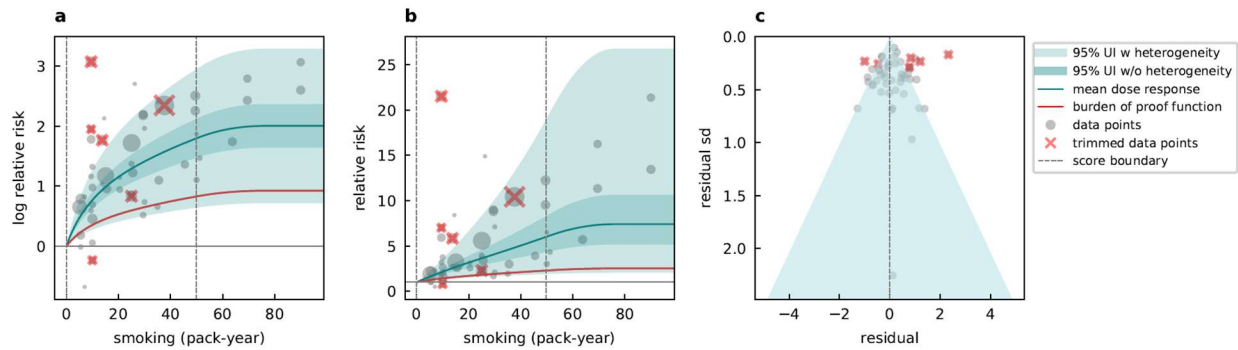 a
b
c
3
2
1
0
log relative risk
0
20
40
60
80
smoking (pack-year)
25
20
15
10
5
0
relative risk
0
20
40
60
80
smoking (pack-year)
0.0
0.5
1.0
1.5
2.0
residual sd
−4
−2
0
2
4
residual
95% UI w heterogeneity
95% UI w/o heterogeneity
mean dose response
burden of proof function
data points
trimmed data points
score boundary